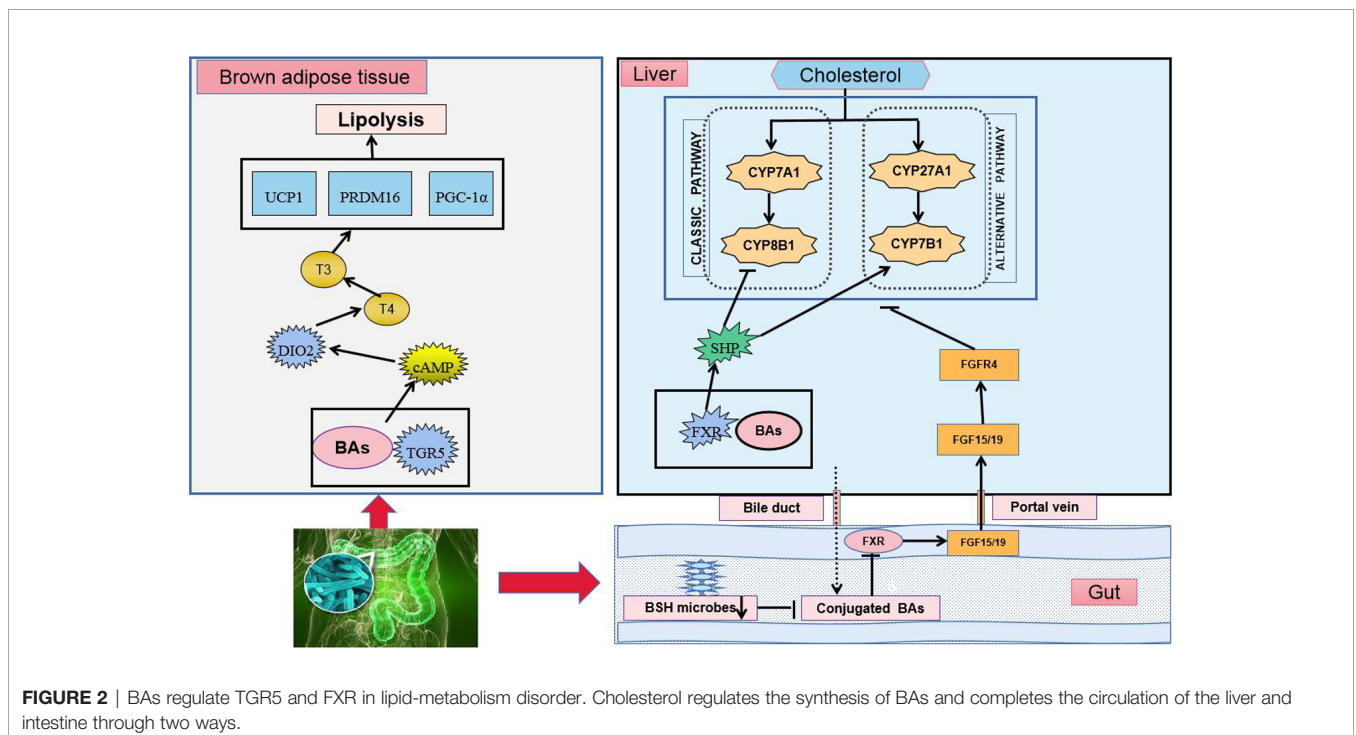 Brown adipose tissue
Lipolysis
UCP1
PRDM16
PGC-1α
T3
T4
DIO2
cAMP
BAs
TGR5
Liver
Cholesterol
CLASSIC PATHWAY
CYP7A1
CYP8B1
CYP27A1
CYP7B1
ALTERNATIVE PATHWAY
SHP
FXR
BAs
FGFR4
FGF15/19
Bile duct
Portal vein
FXR
FGF15/19
BSH microbes
Conjugated BAs
Gut
FIGURE 2 | BAs regulate TGR5 and FXR in lipid-metabolism disorder. Cholesterol regulates the synthesis of BAs and completes the circulation of the liver and
intestine through two ways.